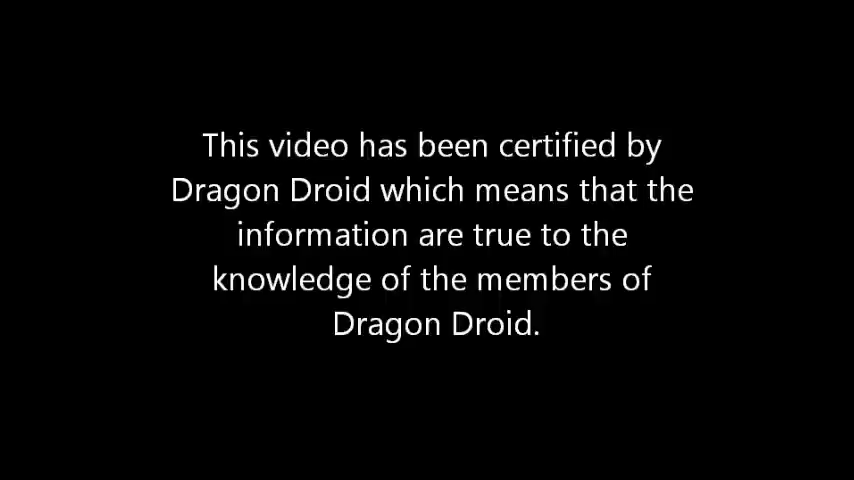 This video has been certified by
Dragon Droid which means that the
information are true to the
knowledge of the members of
Dragon Droid.